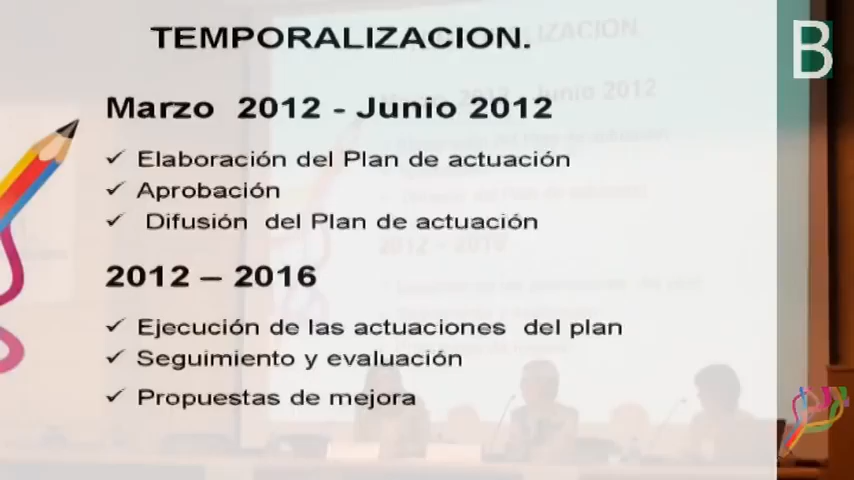 TEMPORALIZACION.
B
Marzo 2012 - Junio 2012
✓ Elaboración del Plan de actuación
✓ Aprobación
✓ Difusión del Plan de actuación
2012 – 2016
✓ Ejecución de las actuaciones del plan
✓ Seguimiento y evaluación
✓ Propuestas de mejora